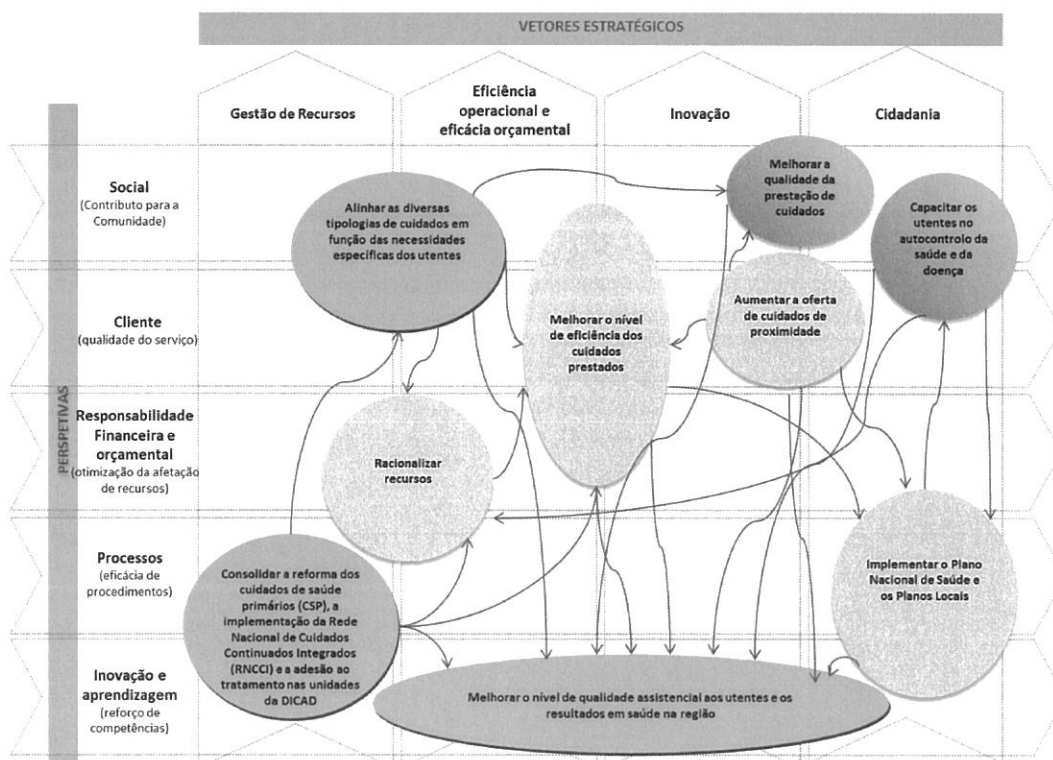 VETORES ESTRATÉGICOS
Gestão de Recursos
Eficiência
operacional e
eficácia orçamental
Inovação
Cidadania
PERSPETIVAS
Social
(Contributo para a
Comunidade)
Alinhar as diversas
tipologias de cuidados em
função das necessidades
específicas dos utentes
Melhorar a
qualidade da
prestação de
cuidados
Capacitar os
utentes no
autocontrolo da
saúde e da
doença
Cliente
(qualidade do serviço)
Melhorar o nível
de eficiência dos
cuidados
prestados
Aumentar a oferta
de cuidados de
proximidade
Responsabilidade
Financeira e
orçamental
(otimização da afetação
de recursos)
Racionalizar
recursos
Processos
(eficácia de
procedimentos)
Consolidar a reforma dos
cuidados de saúde
primários (CSP), a
implementação da Rede
Nacional de Cuidados
Continuados Integrados
(RNCCI) e a adesão ao
tratamento nas unidades
da DICAD
Implementar o Plano
Nacional de Saúde e
os Planos Locais
Inovação e
aprendizagem
(reforço de
competências)
Melhorar o nível de qualidade assistencial aos utentes e os
resultados em saúde na região